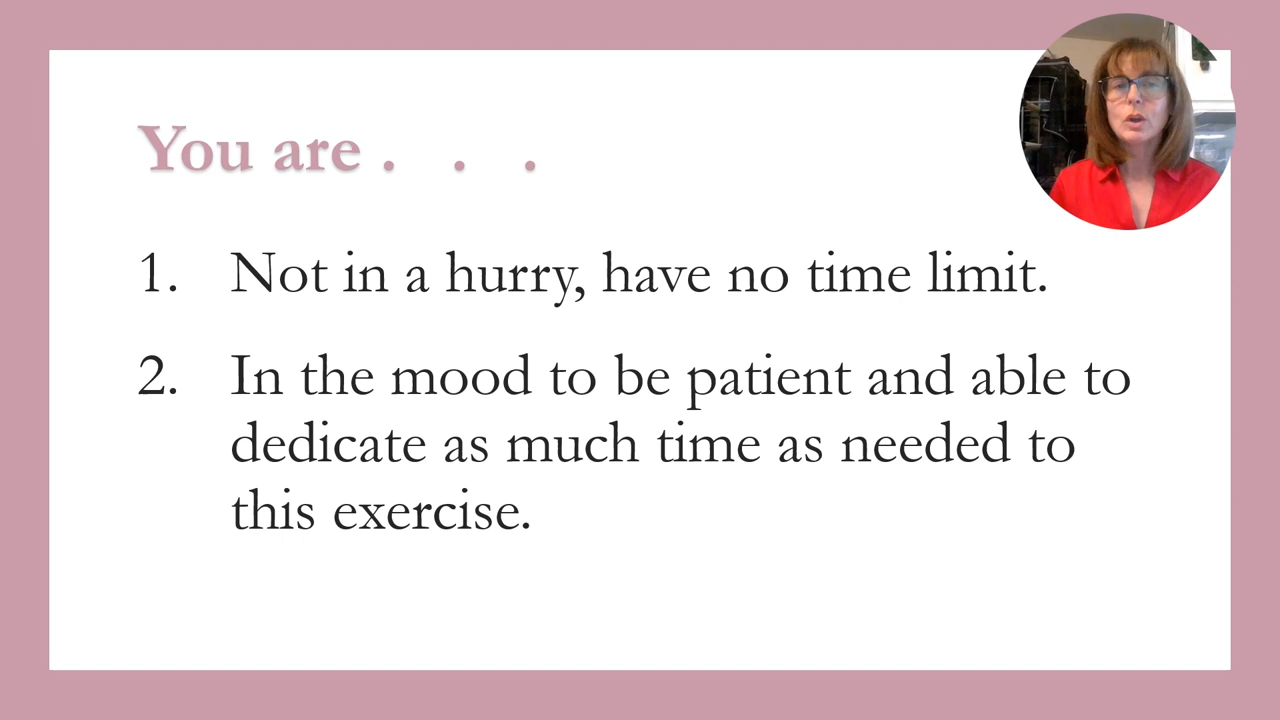 You are . . .
1. Not in a hurry, have no time limit.
2. In the mood to be patient and able to
dedicate as much time as needed to
this exercise.